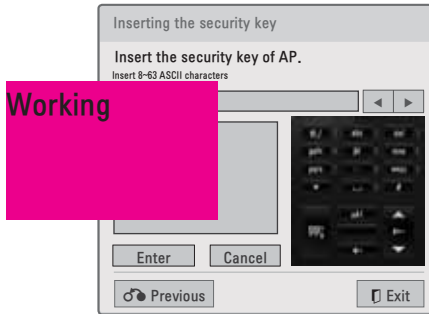 Inserting the security key
Insert the security key of AP.
Insert 8~63 ASCII characters
Working
Enter Cancel
Previous Exit